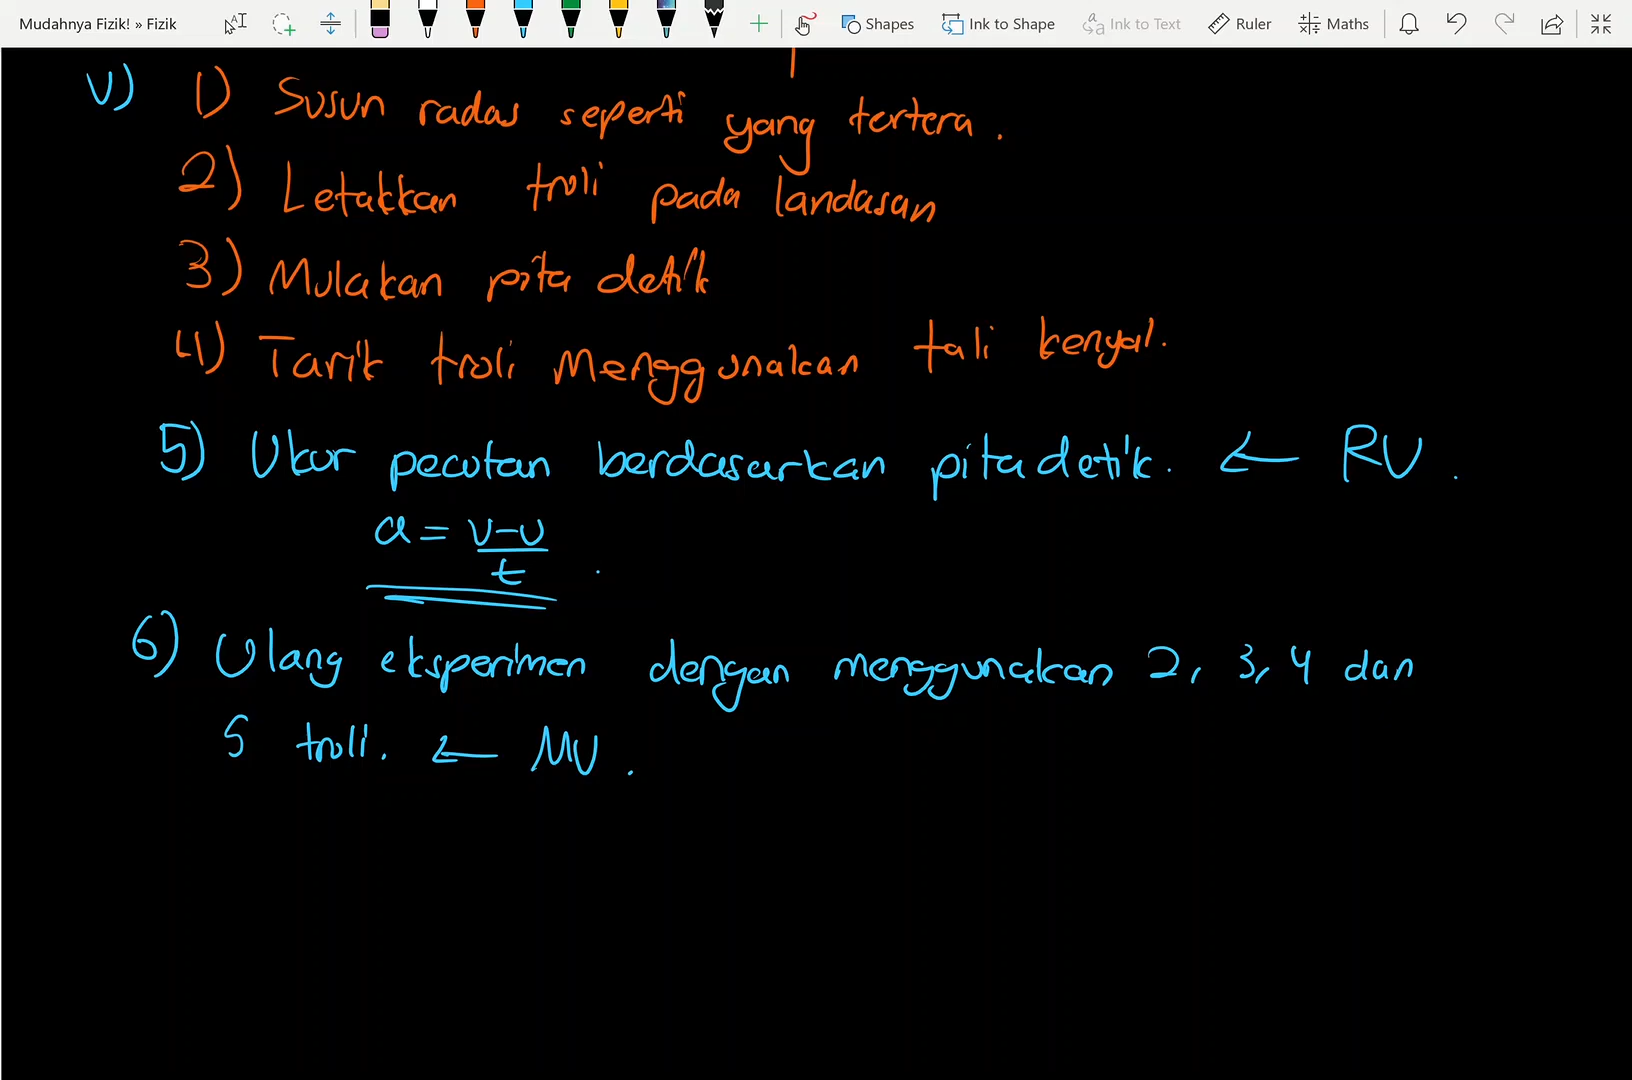 Mudahnya Fizik! » Fizik
Shapes Ink to Shape Ink to Text Ruler Maths
V) 1) Susun radas seperti yang tertera.
2) Letakkan troli pada landasan
3) Mulakan pita detik
4) Tarik troli menggunakan tali kenyal.
5) Ukur pecutan berdasarkan pita detik. ← RV.
a = v-u
t
6) Ulang eksperimen dengan menggunakan 2, 3, 4 dan
5 troli. ← MV.